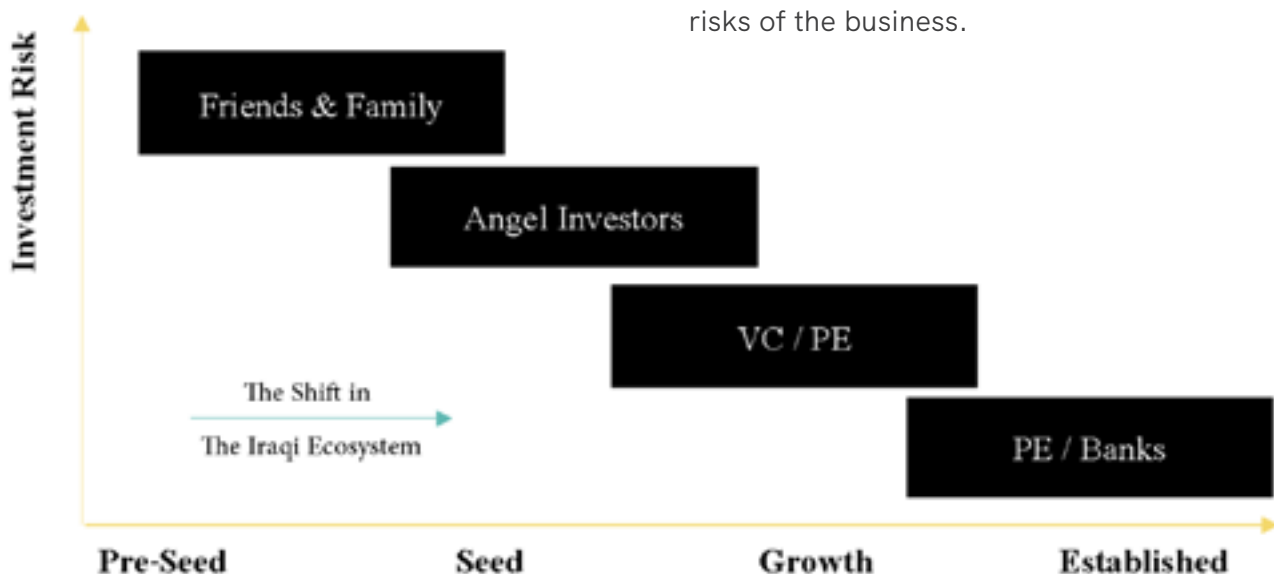 risks of the business.
Investment Risk
Friends & Family
Angel Investors
VC / PE
The Shift in
The Iraqi Ecosystem
PE / Banks
Pre-Seed
Seed
Growth
Established